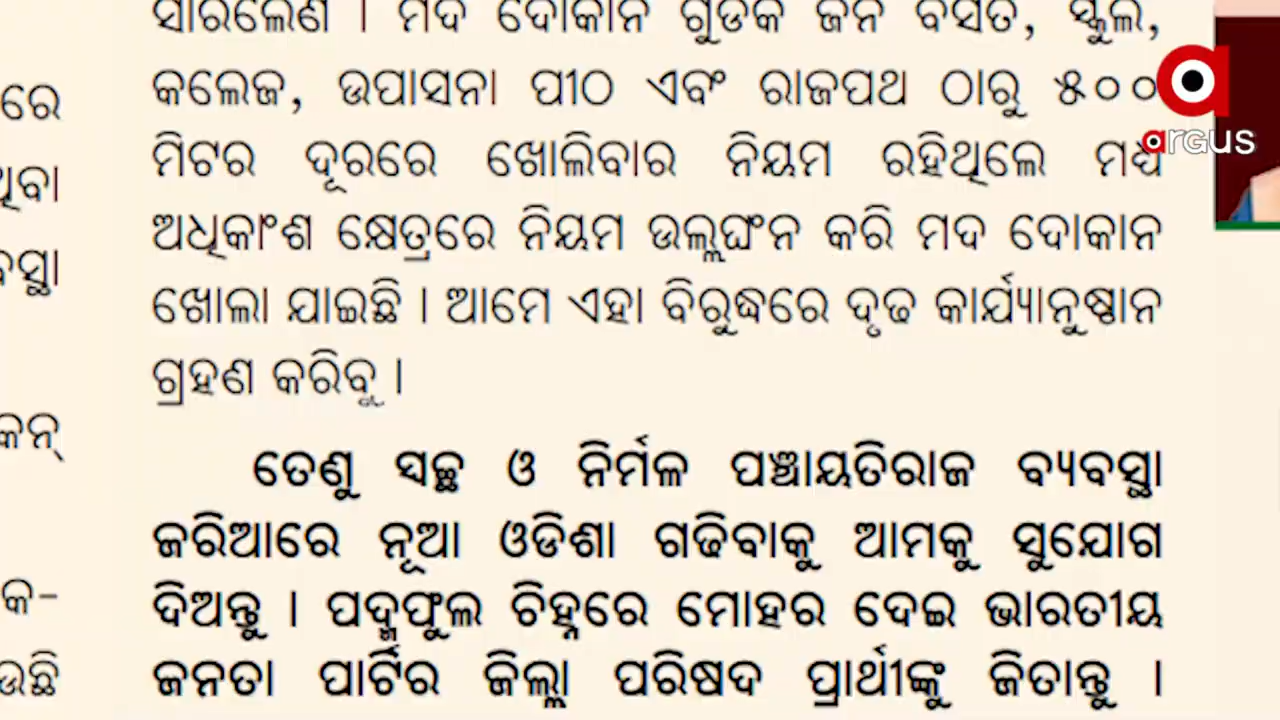 ସାରିଲେଣି । ମଦ ଦୋକାନ ଗୁଡିକ ଜନ ବସତି, ସ୍କୁଲ,
କଲେଜ, ଉପାସନା ପୀଠ ଏବଂ ରାଜପଥ ଠାରୁ ୫୦୦
ମିଟର ଦୂରରେ ଖୋଲିବାର ନିୟମ ରହିଥିଲେ ମଧ୍ୟ
ଅଧିକାଂଶ କ୍ଷେତ୍ରରେ ନିୟମ ଉଲ୍ଲଙ୍ଘନ କରି ମଦ ଦୋକାନ
ଖୋଲା ଯାଇଛି । ଆମେ ଏହା ବିରୁଦ୍ଧରେ ଦୃଢ କାର୍ଯ୍ୟାନୁଷ୍ଠାନ
ଗ୍ରହଣ କରିବୁ ।
ତେଣୁ ସଚ୍ଛ ଓ ନିର୍ମଳ ପଞ୍ଚାୟତିରାଜ ବ୍ୟବସ୍ଥା
ଜରିଆରେ ନୂଆ ଓଡିଶା ଗଢିବାକୁ ଆମକୁ ସୁଯୋଗ
ଦିଅନ୍ତୁ । ପଦ୍ମଫୁଲ ଚିହ୍ନରେ ମୋହର ଦେଇ ଭାରତୀୟ
ଜନତା ପାର୍ଟିର ଜିଲ୍ଲା ପରିଷଦ ପ୍ରାର୍ଥୀଙ୍କୁ ଜିତାନ୍ତୁ ।
argus